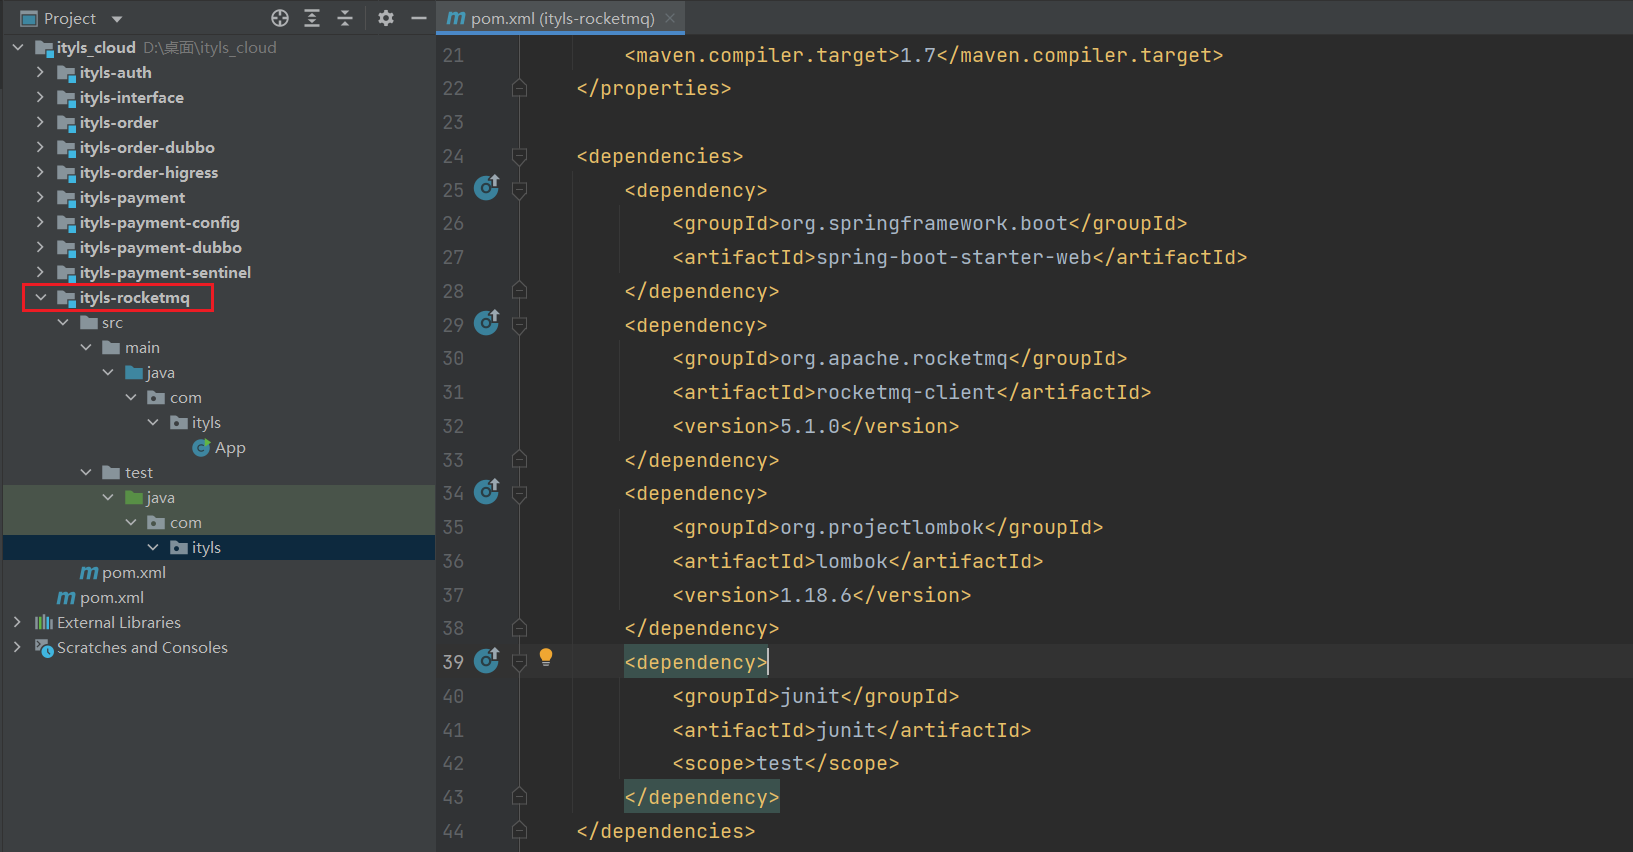 Project
ityls_cloud D:\桌面\ityls_cloud
ityls-auth
ityls-interface
ityls-order
ityls-order-dubbo
ityls-order-higress
ityls-payment
ityls-payment-config
ityls-payment-dubbo
ityls-payment-sentinel
ityls-rocketmq
src
main
java
com
ityls
App
test
java
com
ityls
pom.xml
pom.xml
External Libraries
Scratches and Consoles
pom.xml (ityls-rocketmq)
21 <maven.compiler.target>1.7</maven.compiler.target>
22 </properties>
23
24 <dependencies>
25 <dependency>
26 <groupId>org.springframework.boot</groupId>
27 <artifactId>spring-boot-starter-web</artifactId>
28 </dependency>
29 <dependency>
30 <groupId>org.apache.rocketmq</groupId>
31 <artifactId>rocketmq-client</artifactId>
32 <version>5.1.0</version>
33 </dependency>
34 <dependency>
35 <groupId>org.projectlombok</groupId>
36 <artifactId>lombok</artifactId>
37 <version>1.18.6</version>
38 </dependency>
39 <dependency>
40 <groupId>junit</groupId>
41 <artifactId>junit</artifactId>
42 <scope>test</scope>
43 </dependency>
44 </dependencies>